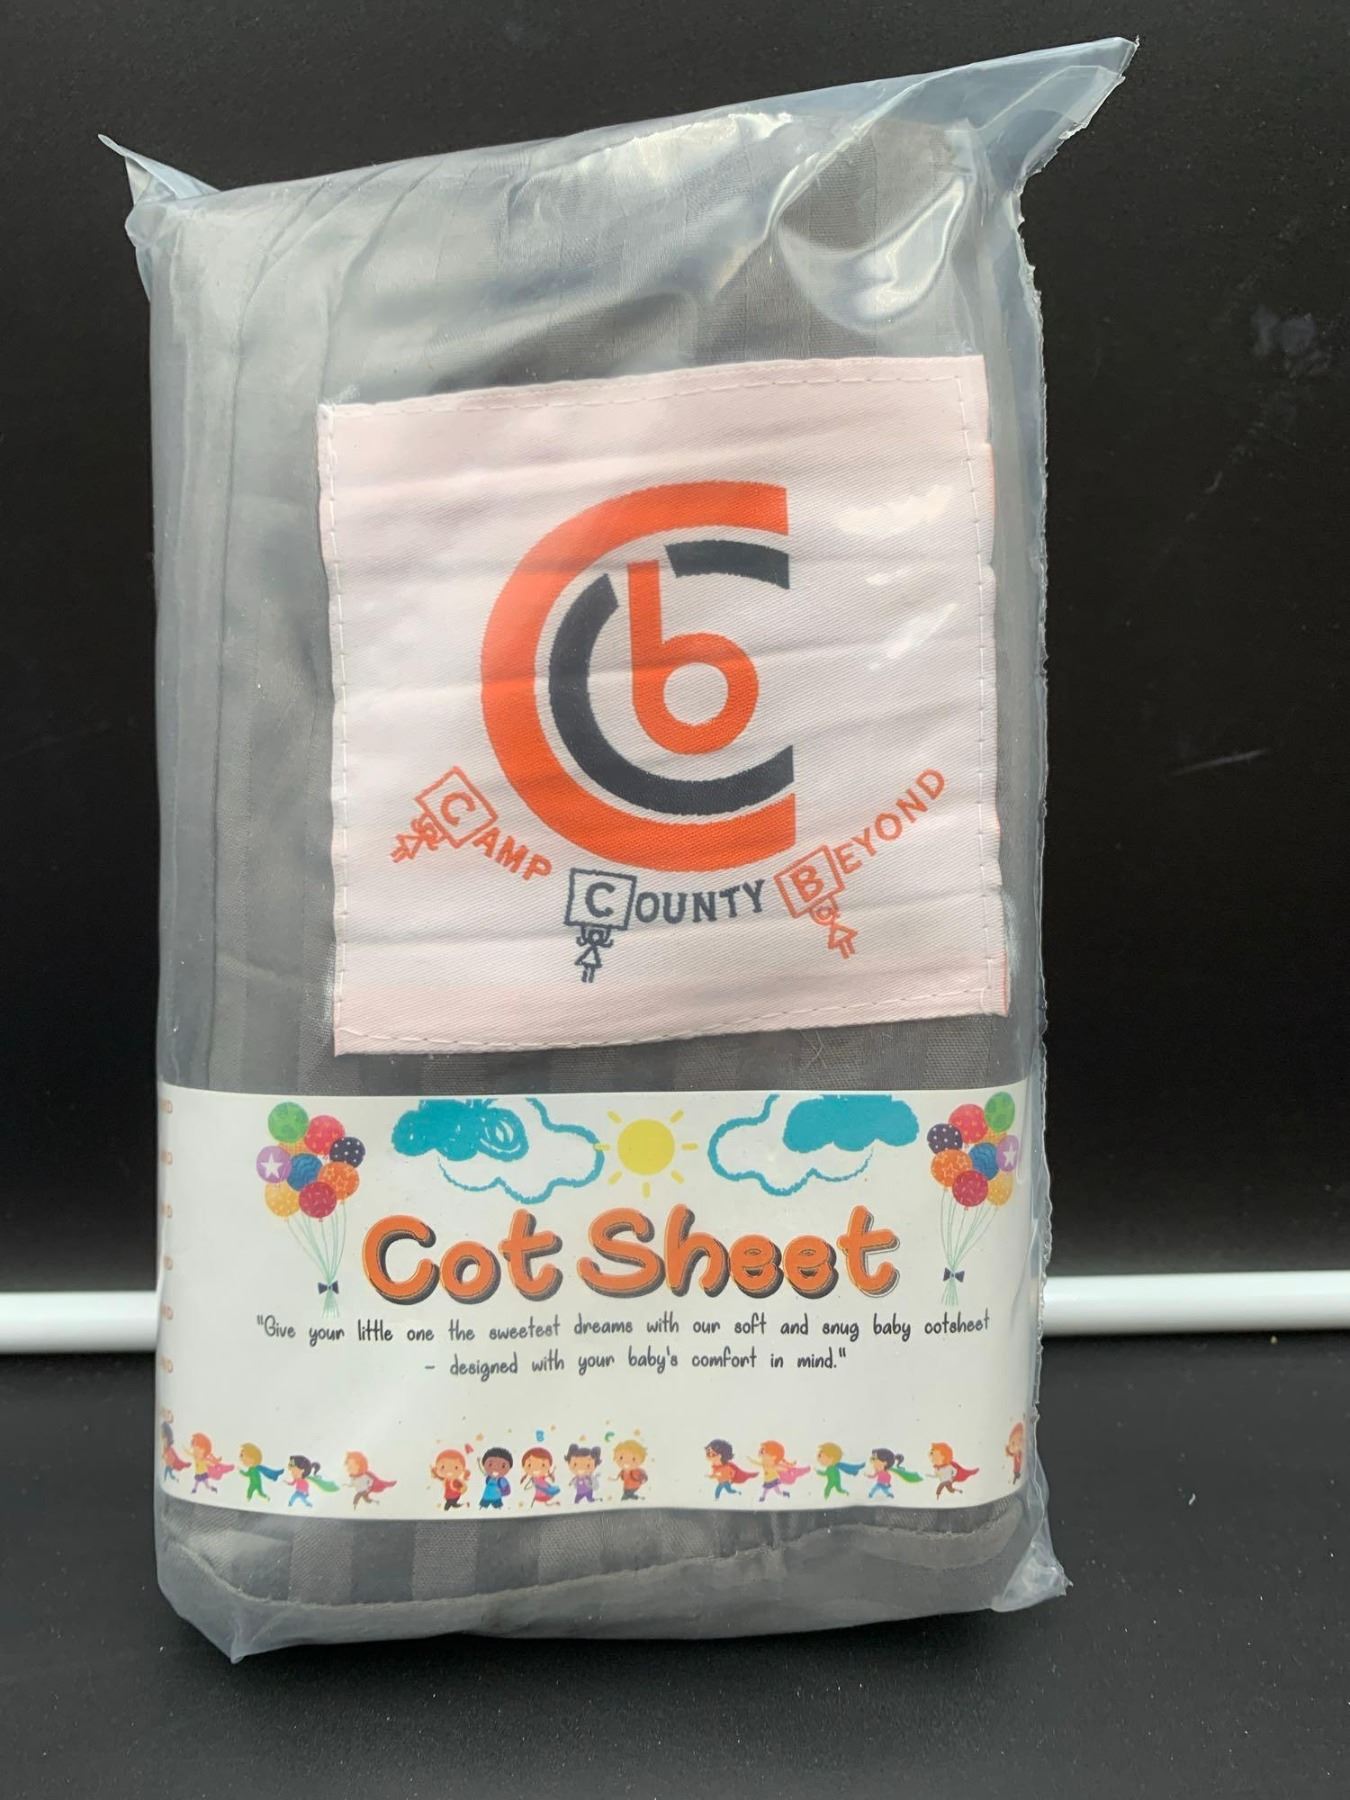 Cb
CAMP COUNTY BEYOND
Cot Sheet
"Give your little one the sweetest dreams with our soft and snug baby cotsheet
- designed with your baby's comfort in mind."